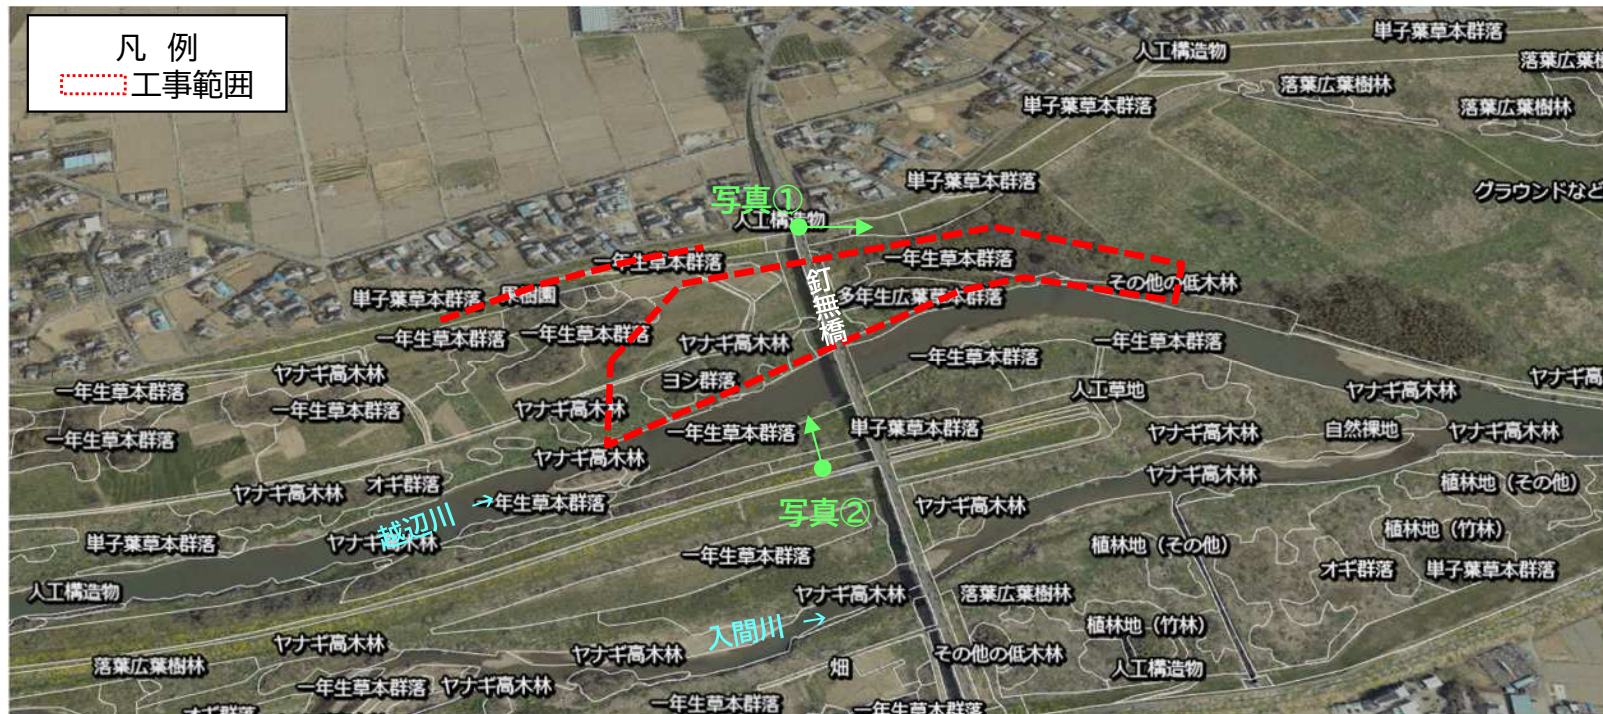 凡 例
工事範囲
単子葉草本群落
人工構造物
落葉広葉樹
落葉広葉樹林
単子葉草本群落
落葉広葉樹林
単子葉草本群落
グラウンドなど
写真①
人工構造物
一年生草本群落
一年生草本群落
釘無橋
その他の低木林
単子葉草本群落
果樹園
多年生広葉草本群落
一年生草本群落
一年生草本群落
ヤナギ高木林
一年生草本群落
一年生草本群落
ヤナギ高木林
ヨシ群落
ヤナギ高
一年生草本群落
人工草地
ヤナギ高木林
一年生草本群落
ヤナギ高木林
一年生草本群落
一年生草本群落
単子葉草本群落
ヤナギ高木林
自然裸地
ヤナギ高木林
ヤナギ高木林
ヤナギ高木林
オギ群落
ヤナギ高木林
植林地（その他）
一年生草本群落
写真②
ヤナギ高木林
越辺川 →
植林地（竹林）
単子葉草本群落
ヤナギ高木林
植林地（その他）
一年生草本群落
オギ群落
単子葉草本群落
人工構造物
ヤナギ高木林
落葉広葉樹林
入間川 →
植林地（竹林）
ヤナギ高木林
ヤナギ高木林
その他の低木林
落葉広葉樹林
畑
人工構造物
一年生草本群落
ヤナギ高木林
一年生草本群落
一年生草本群落
オギ群落